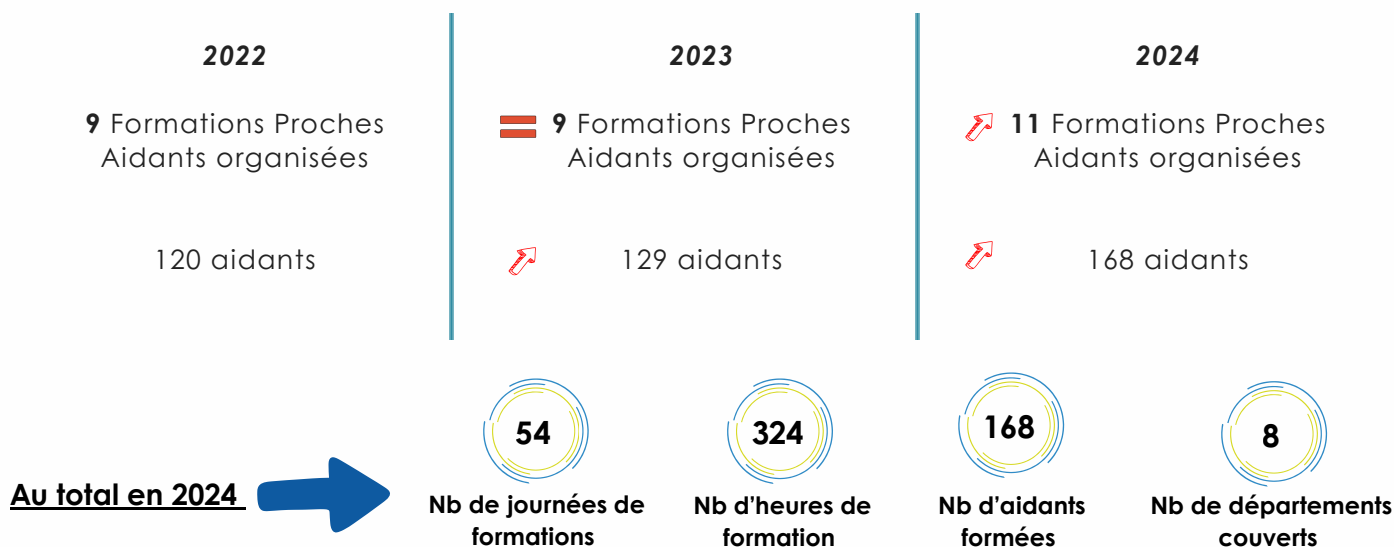 2022
9 Formations Proches
Aidants organisées
120 aidants
2023
9 Formations Proches
Aidants organisées
129 aidants
2024
11 Formations Proches
Aidants organisées
168 aidants
Au total en 2024
54
Nb de journées de
formations
324
Nb d'heures de
formation
168
Nb d'aidants
formées
8
Nb de départements
couverts